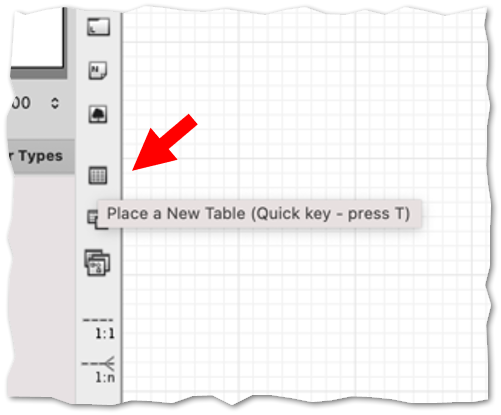 N
00
r Types
Place a New Table (Quick key - press T)
1:1
1:n